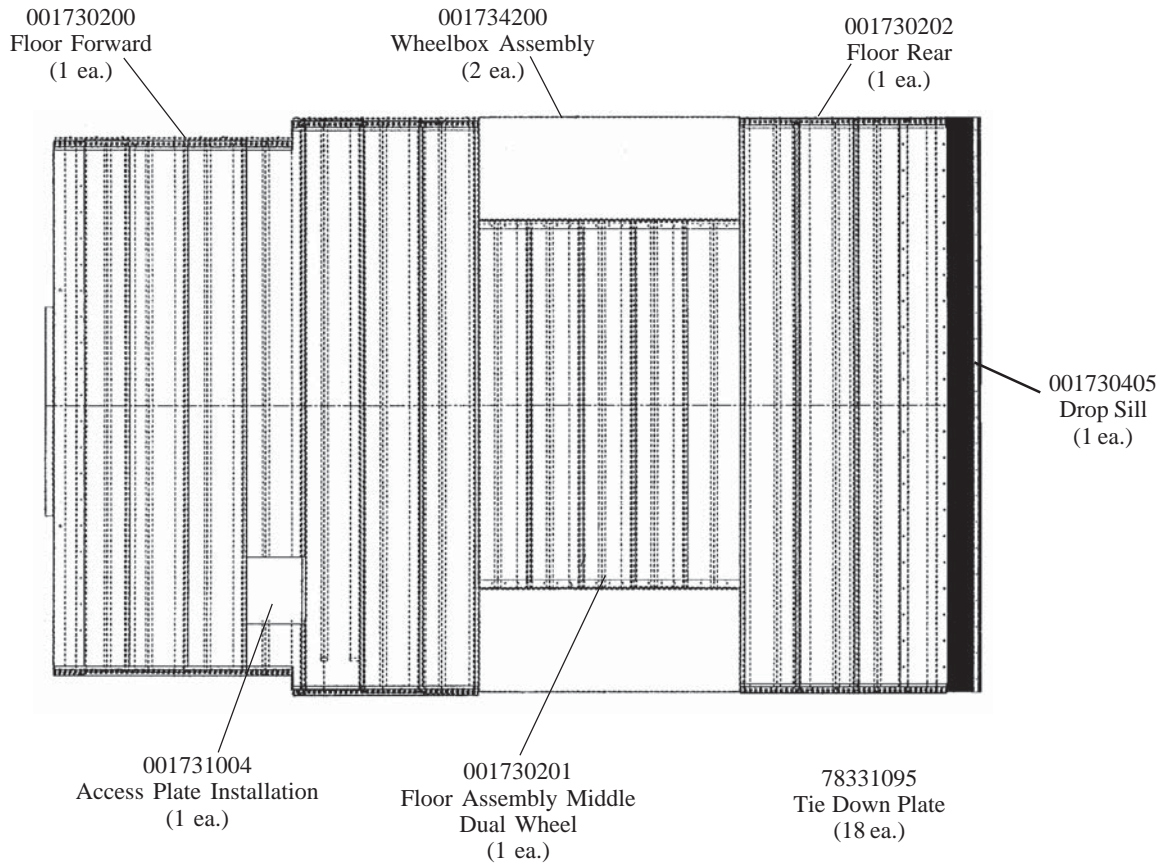 001730200
Floor Forward
(1 ea.)
001734200
Wheelbox Assembly
(2 ea.)
001730202
Floor Rear
(1 ea.)
001730405
Drop Sill
(1 ea.)
001731004
Access Plate Installation
(1 ea.)
001730201
Floor Assembly Middle
Dual Wheel
(1 ea.)
78331095
Tie Down Plate
(18 ea.)